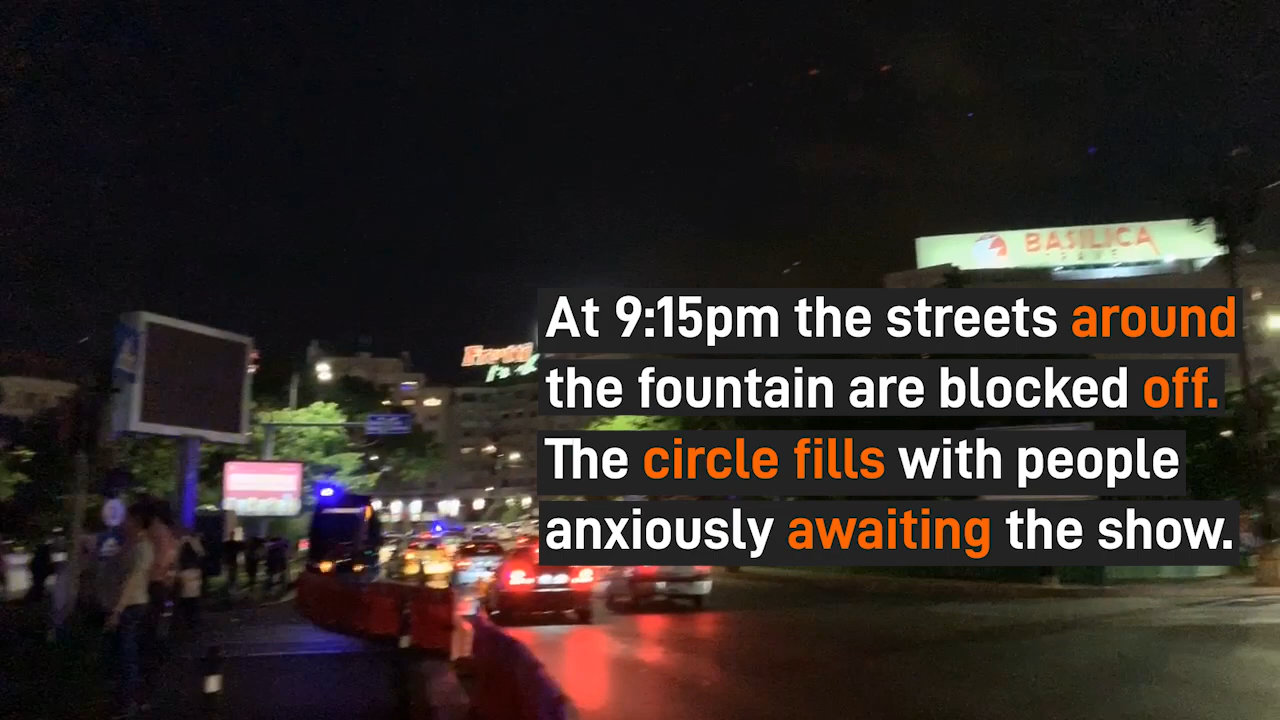 BASILICA
TRAVEL
At 9:15pm the streets around
the fountain are blocked off.
The circle fills with people
anxiously awaiting the show.